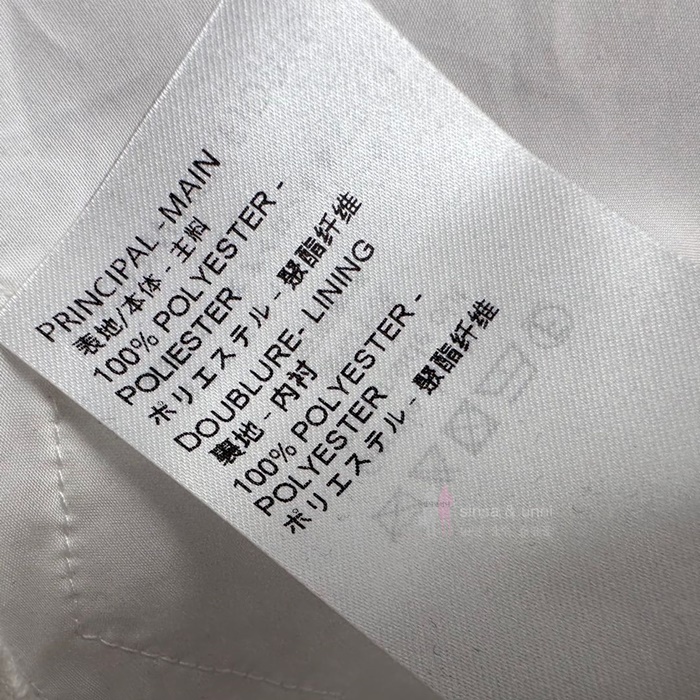 PRINCIPAL - MAIN
表地/本体 - 主料
100% POLYESTER -
POLIESTER
ポリエステル - 聚酯纤维
DOUBLURE- LINING
裏地 - 内衬
100% POLYESTER -
POLYESTER
ポリエステル - 聚酯纤维
sinsa & unni